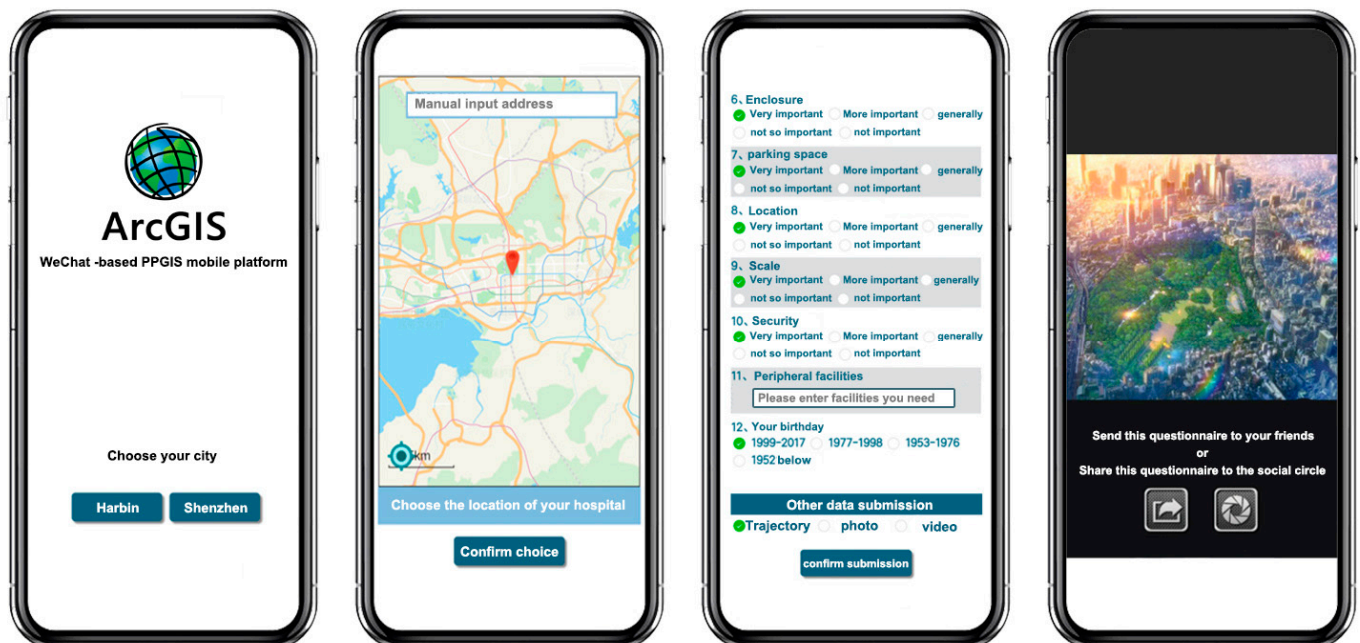 ArcGIS
WeChat -based PPGIS mobile platform
Choose your city
Harbin Shenzhen
Manual input address
km
Choose the location of your hospital
Confirm choice
6、Enclosure
Very important More important generally
not so important not important
7、parking space
Very important More important generally
not so important not important
8、Location
Very important More important generally
not so important not important
9、Scale
Very important More important generally
not so important not important
10、Security
Very important More important generally
not so important not important
11、Peripheral facilities
Please enter facilities you need
12、Your birthday
1999-2017 1977-1998 1953-1976
1952 below
Other data submission
Trajectory photo video
confirm submission
Send this questionnaire to your friends
or
Share this questionnaire to the social circle